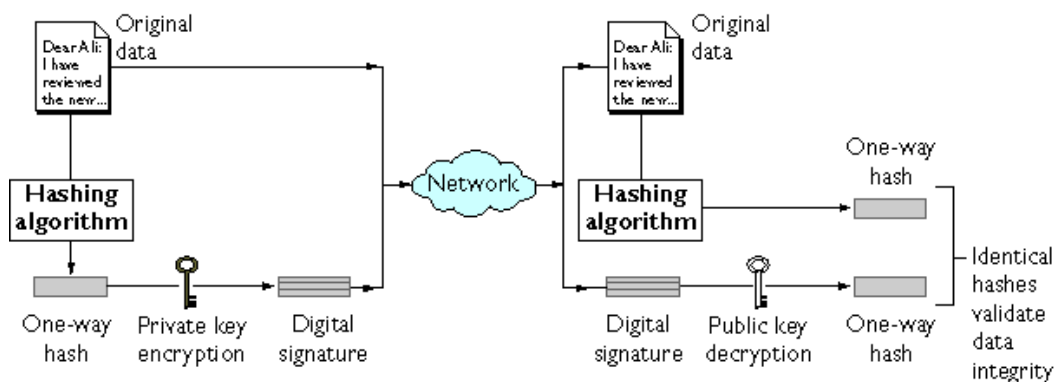 Original
data
Dear Ali:
I have
reviewed
the new...
Hashing
algorithm
One-way
hash
Private key
encryption
Digital
signature
Network
Original
data
Dear Ali:
I have
reviewed
the new...
Hashing
algorithm
One-way
hash
Digital
signature
Public key
decryption
One-way
hash
Identical
hashes
validate
data
integrity